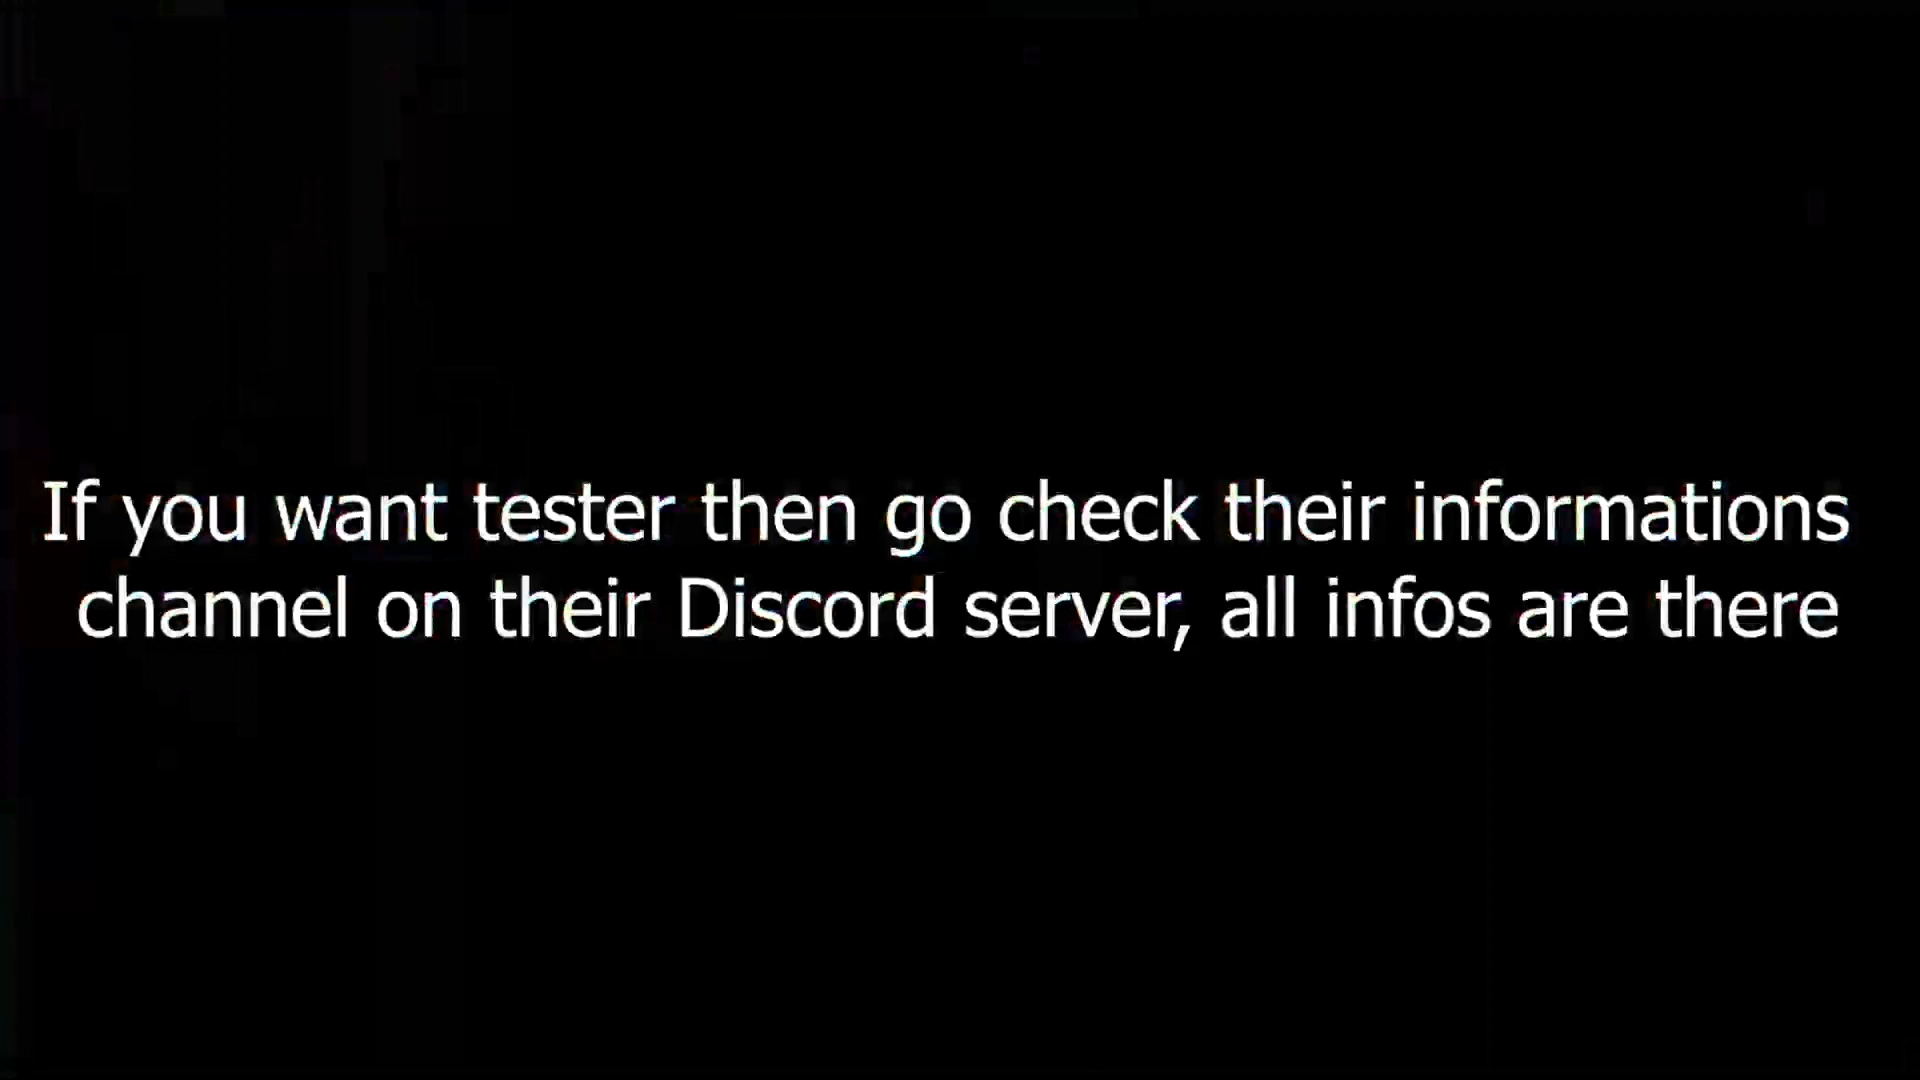 If you want tester then go check their informations
channel on their Discord server, all infos are there